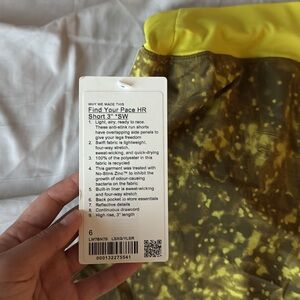 WHY WE MADE THIS
Find Your Pace HR
Short 3" *SW
1. Light, airy, ready to race.
These anti-stink run shorts
have overlapping side panels to
give your legs freedom
2. Swift fabric is lightweight,
four-way stretch,
sweat-wicking, and quick-drying
3. 100% of the polyester in this
fabric is recycled
4. This garment was treated with
No-Stink Zinc™ to inhibit the
growth of odour-causing
bacteria on the fabric
5. Built-in liner is sweat-wicking
and four-way stretch
6. Back pocket to store essentials
7. Reflective details
8. Continuous drawcord
9. High rise, 3" length
6
000132275541